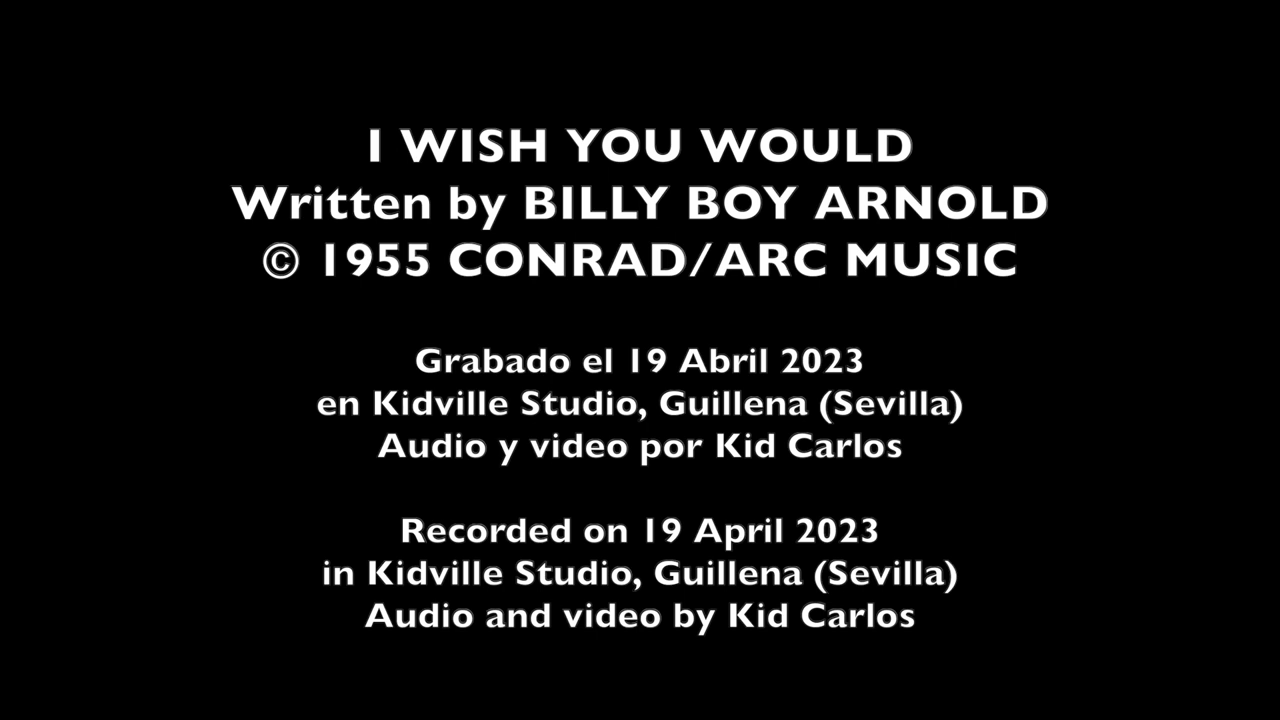 I WISH YOU WOULD
Written by BILLY BOY ARNOLD
© 1955 CONRAD/ARC MUSIC
Grabado el 19 Abril 2023
en Kidville Studio, Guillena (Sevilla)
Audio y video por Kid Carlos
Recorded on 19 April 2023
in Kidville Studio, Guillena (Sevilla)
Audio and video by Kid Carlos